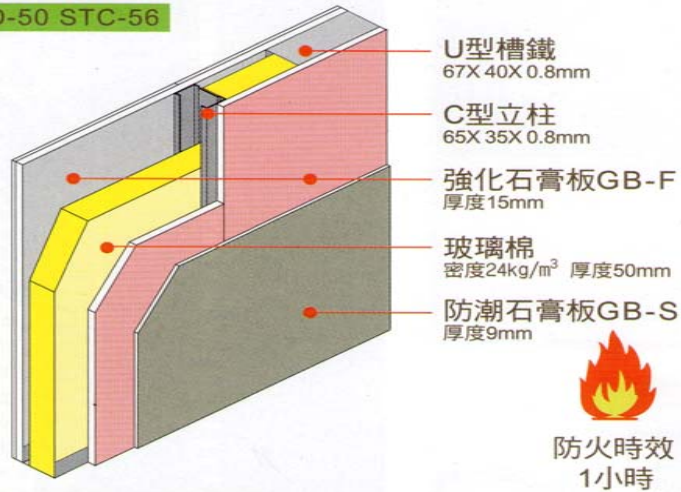 -50 STC-56
U型槽鐵
67X 40X 0.8mm
C型立柱
65X 35X 0.8mm
強化石膏板GB-F
厚度15mm
玻璃棉
密度24kg/m³ 厚度50mm
防潮石膏板GB-S
厚度9mm
防火時效
1小時